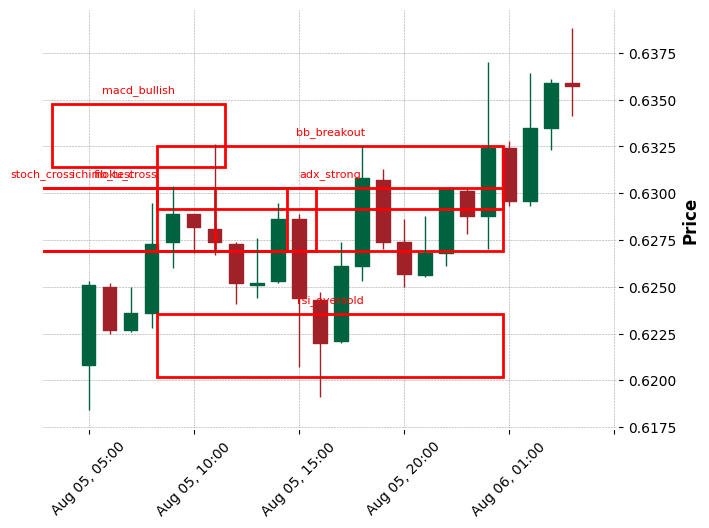 macd_bullish
bb_breakout
stoch_cross
adx_strong
rsi_oversold
0.6375
0.6350
0.6325
0.6300
0.6275
0.6250
0.6225
0.6200
0.6175
Price
Aug 05, 05:00
Aug 05, 10:00
Aug 05, 15:00
Aug 05, 20:00
Aug 06, 01:00